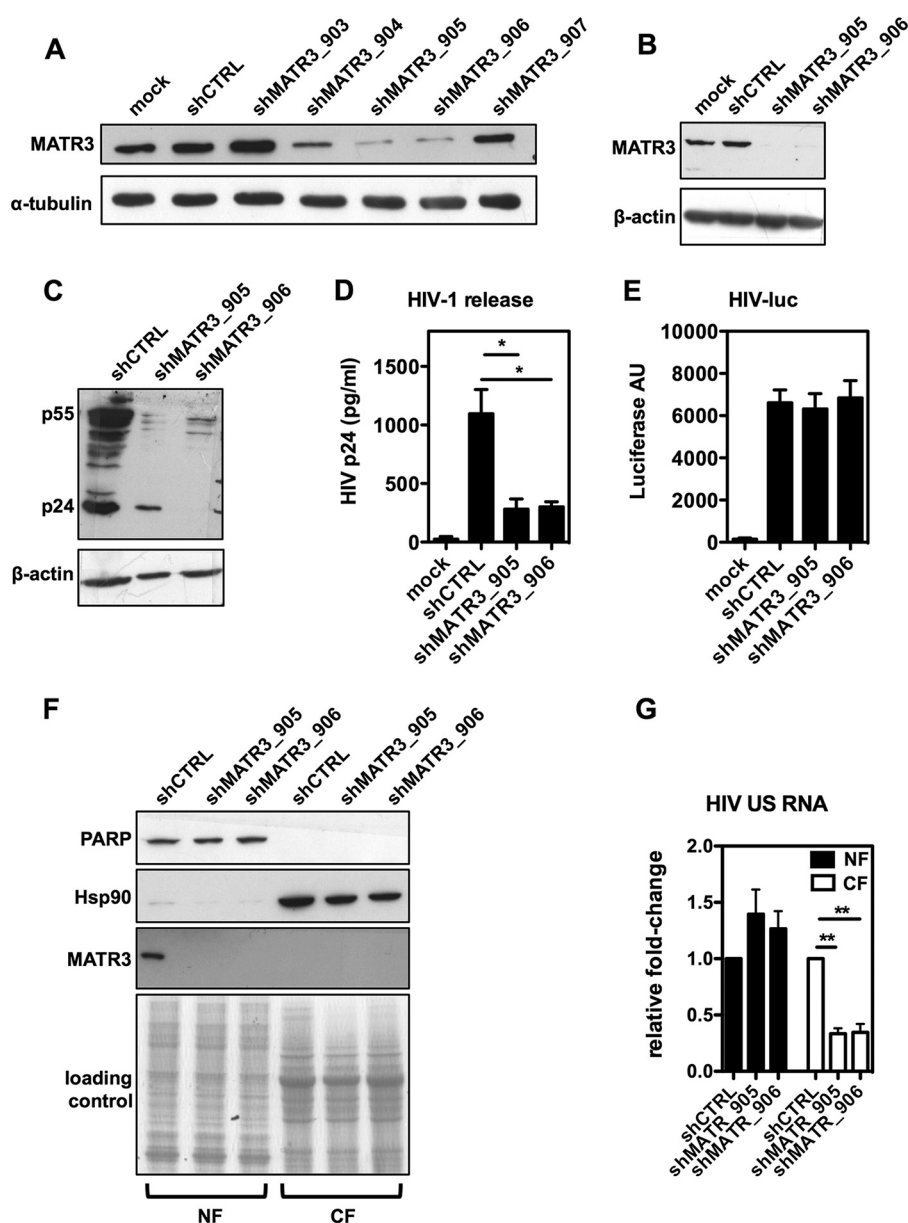 A
mock
shCTRL
shMATR3_903
shMATR3_904
shMATR3_905
shMATR3_906
shMATR3_907
MATR3
α-tubulin
B
mock
shCTRL
shMATR3_905
shMATR3_906
MATR3
β-actin
C
shCTRL
shMATR3_905
shMATR3_906
p55
p24
β-actin
D
HIV-1 release
HIV p24 (pg/ml)
1500
1000
500
0
*
*
mock
shCTRL
shMATR3_905
shMATR3_906
E
HIV-luc
Luciferase AU
10000
8000
6000
4000
2000
0
mock
shCTRL
shMATR3_905
shMATR3_906
F
shCTRL
shMATR3_905
shMATR3_906
shCTRL
shMATR3_905
shMATR3_906
PARP
Hsp90
MATR3
loading
control
NF
CF
G
HIV US RNA
relative fold-change
2.0
1.5
1.0
0.5
0.0
NF
CF
**
**
shCTRL
shMATR_905
shMATR_906
shCTRL
shMATR_905
shMATR_906